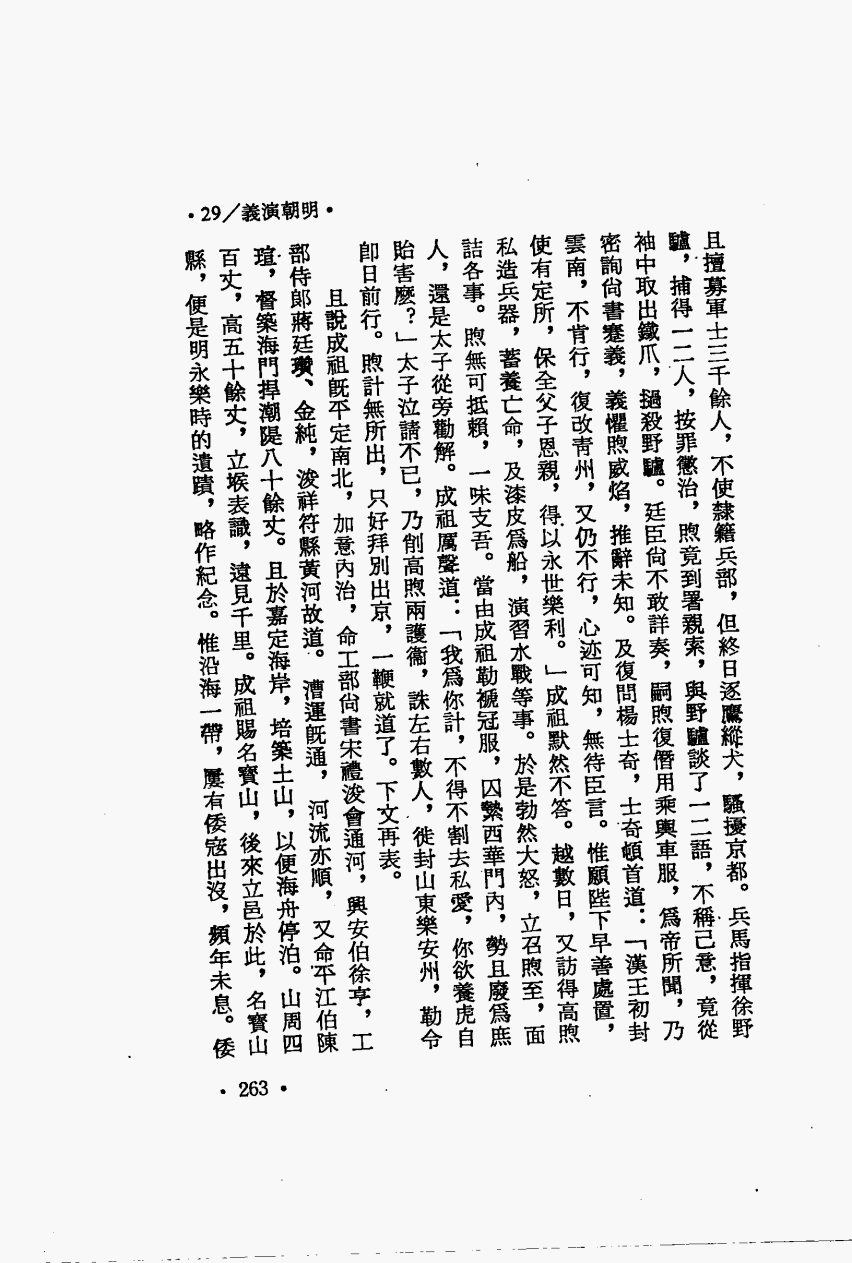 •29／義演朝明•
且擅募軍士三千餘人，不使隸籍兵部，但終日逐鷹縱犬，騷擾京都。兵馬指揮徐野
驢，捕得一二人，按罪懲治，煦竟到署親索，與野驢談了一二語，不稱己意，竟從
袖中取出鐵爪，撾殺野驢。廷臣尙不敢詳奏，嗣煦復僭用乘輿車服，爲帝所聞，乃
密詢尙書蹇義，義懼煦威焰，推辭未知。及復問楊士奇，士奇頓首道：「漢王初封
雲南，不肯行，復改靑州，又仍不行，心迹可知，無待臣言。惟願陛下早善處置，
使有定所，保全父子恩親，得以永世樂利。」成祖默然不答。越數日，又訪得高煦
私造兵器，蓄養亡命，及漆皮爲船，演習水戰等事。於是勃然大怒，立召煦至，面
詰各事。煦無可抵賴，一味支吾。當由成祖勒褫冠服，囚縶西華門內，勢且廢爲庶
人，還是太子從旁勸解。成祖厲聲道：「我爲你計，不得不割去私愛，你欲養虎自
貽害麼？」太子泣請不已，乃削高煦兩護衞，誅左右數人，徙封山東樂安州，勒令
卽日前行。煦計無所出，只好拜別出京，一鞭就道了。下文再表。
且說成祖旣平定南北，加意內治，命工部尙書宋禮浚會通河，興安伯徐亨，工
部侍郎蔣廷瓚、金純，浚祥符縣黃河故道。漕運旣通，河流亦順，又命平江伯陳
瑄，督築海門捍潮隄八十餘丈。且於嘉定海岸，培築土山，以便海舟停泊。山周四
百丈，高五十餘丈，立堠表識，遠見千里。成祖賜名寶山，後來立邑於此，名寶山
縣，便是明永樂時的遺蹟，略作紀念。惟沿海一帶，屢有倭寇出沒，頻年未息。倭
•263•